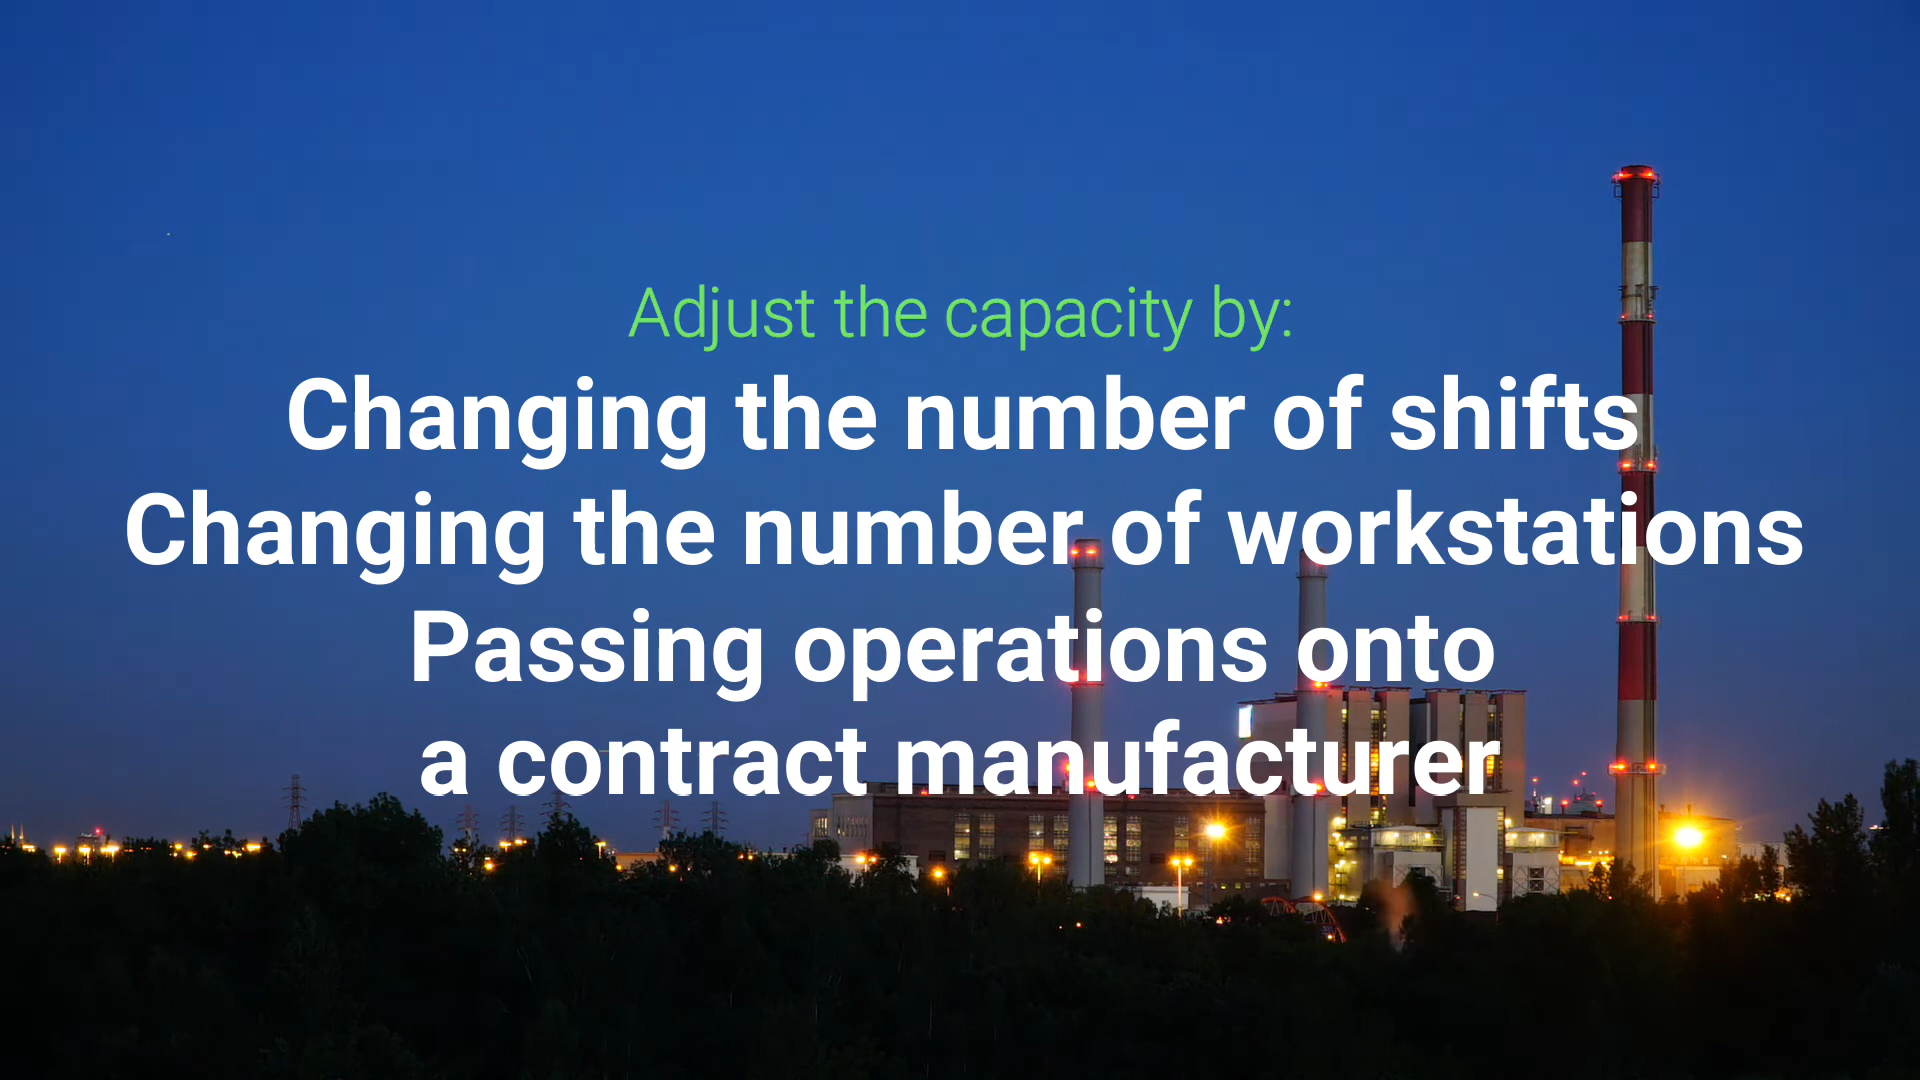 Adjust the capacity by:
Changing the number of shifts
Changing the number of workstations
Passing operations onto
a contract manufacturer